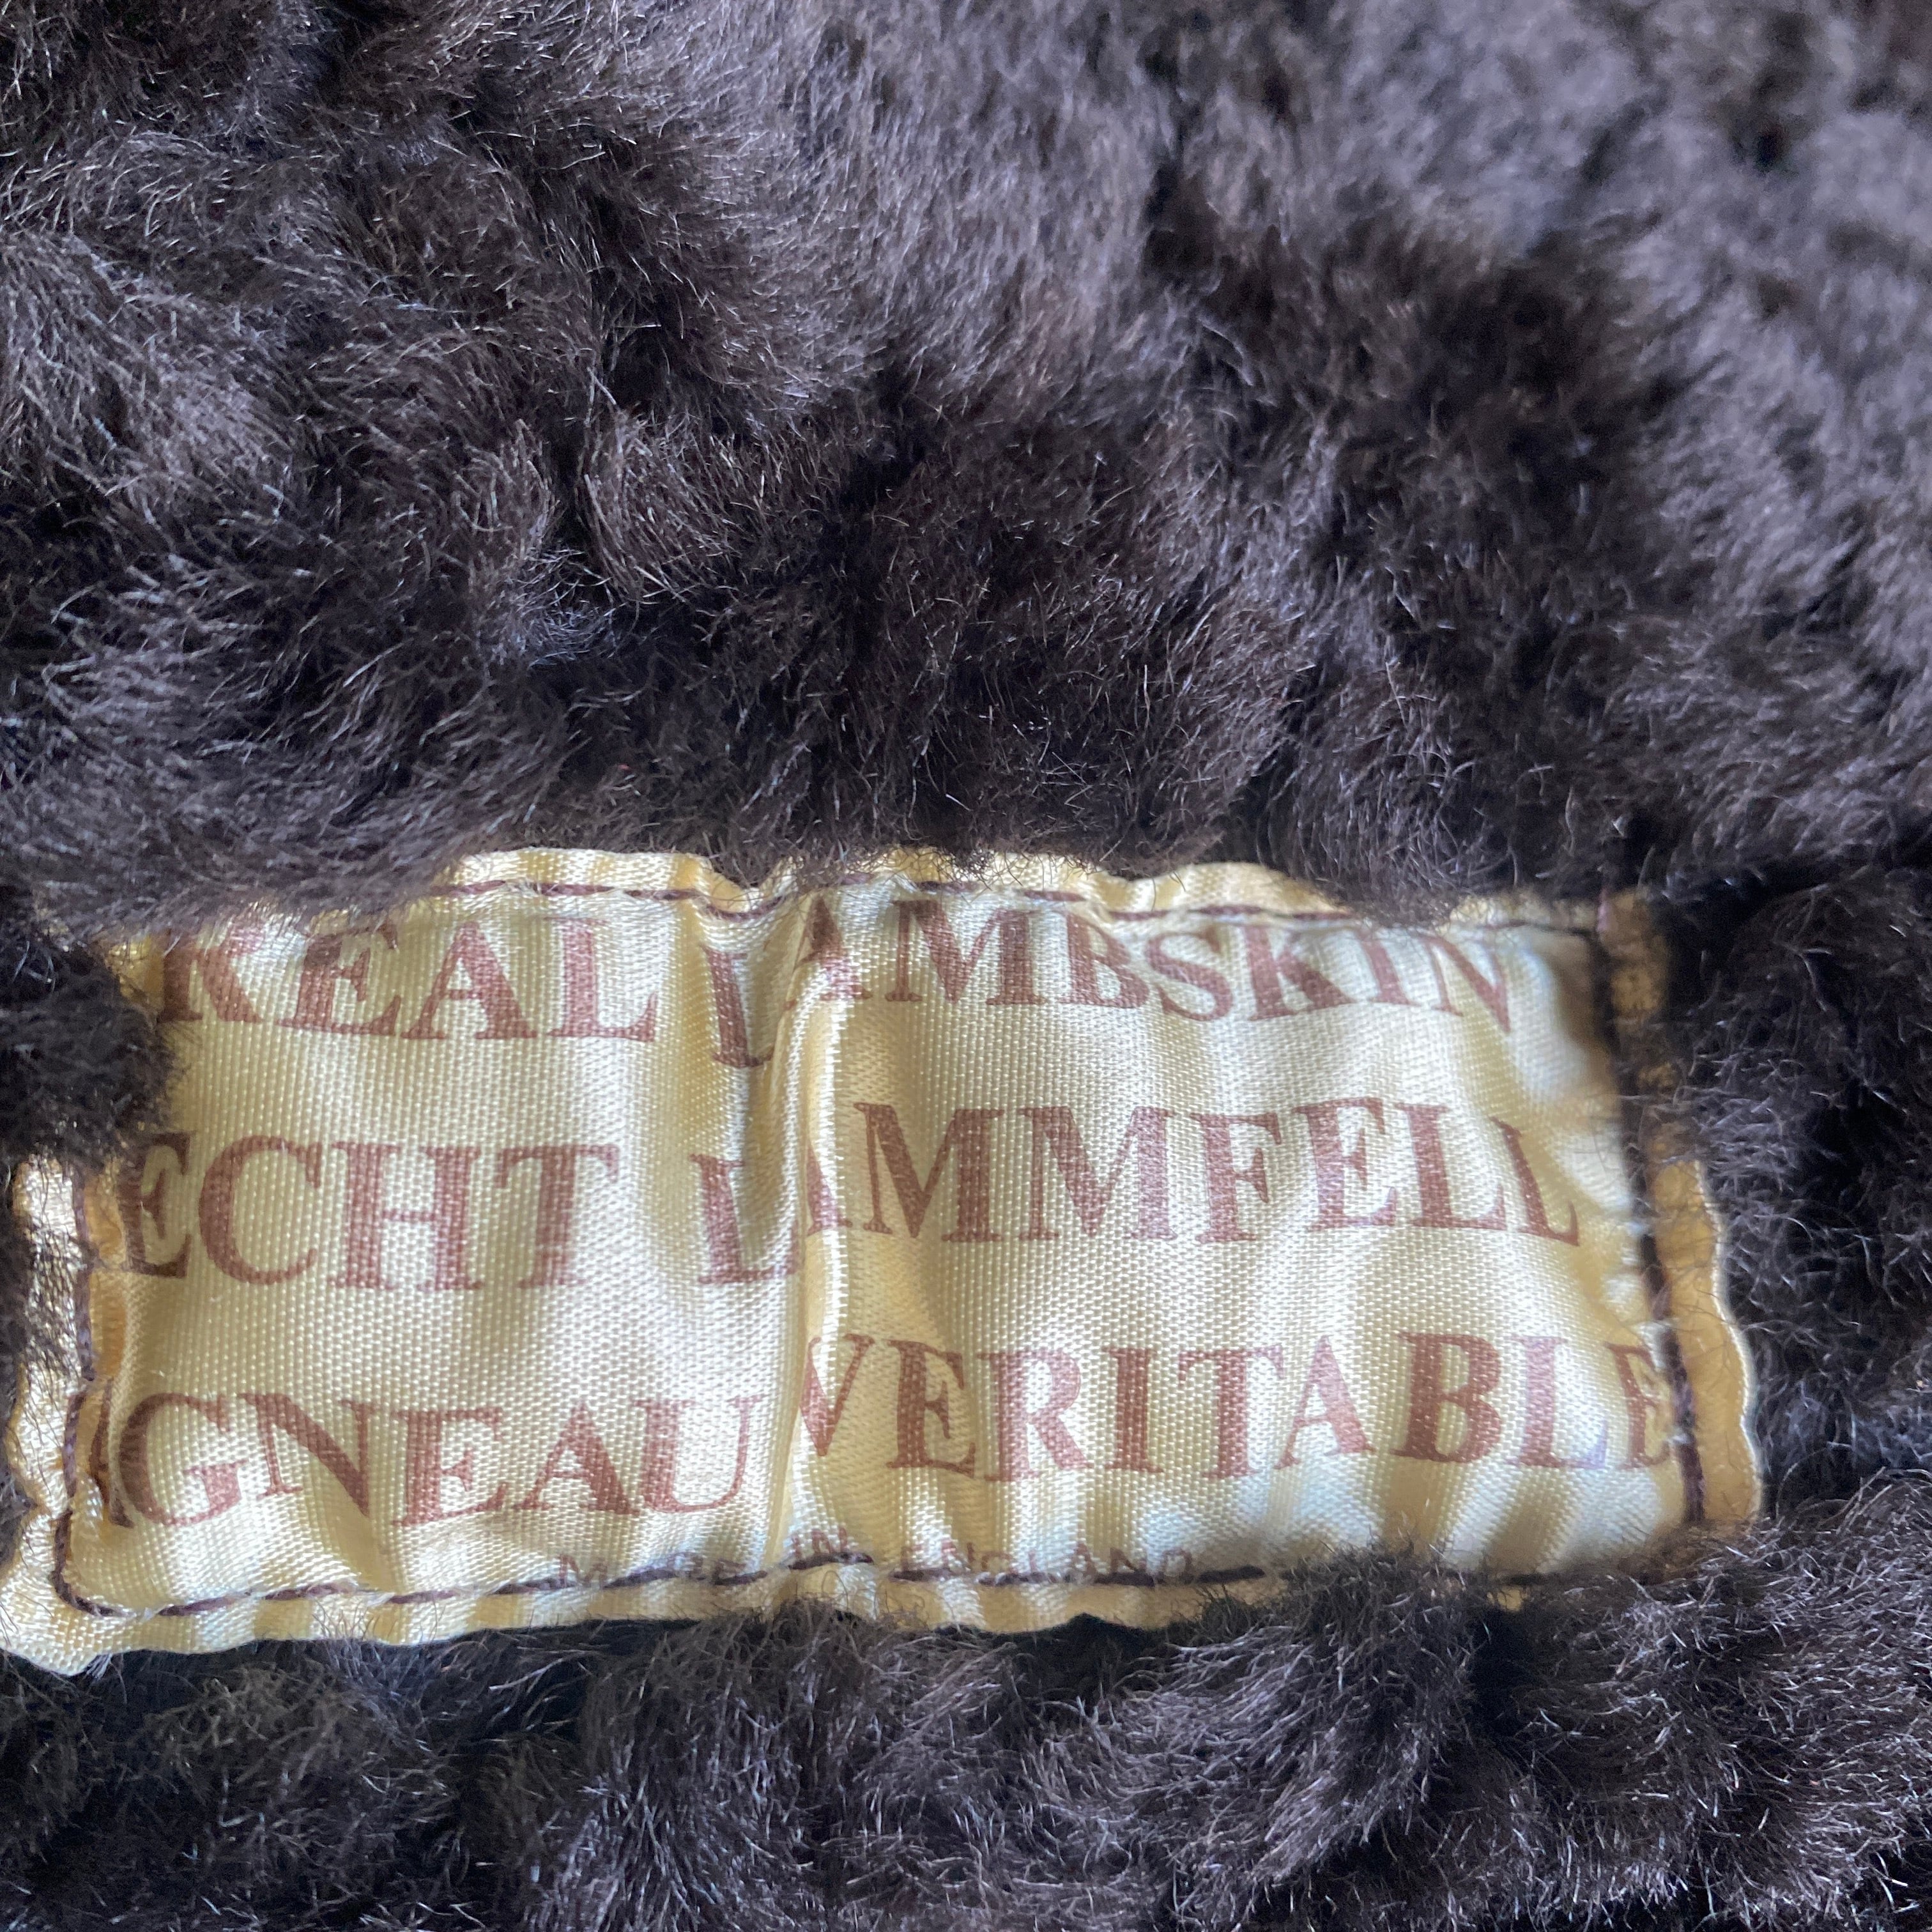 REAL LAMBSKIN
ECHT LAMMFELL
AGNEAU VERITABLE
MADE IN ENGLAND